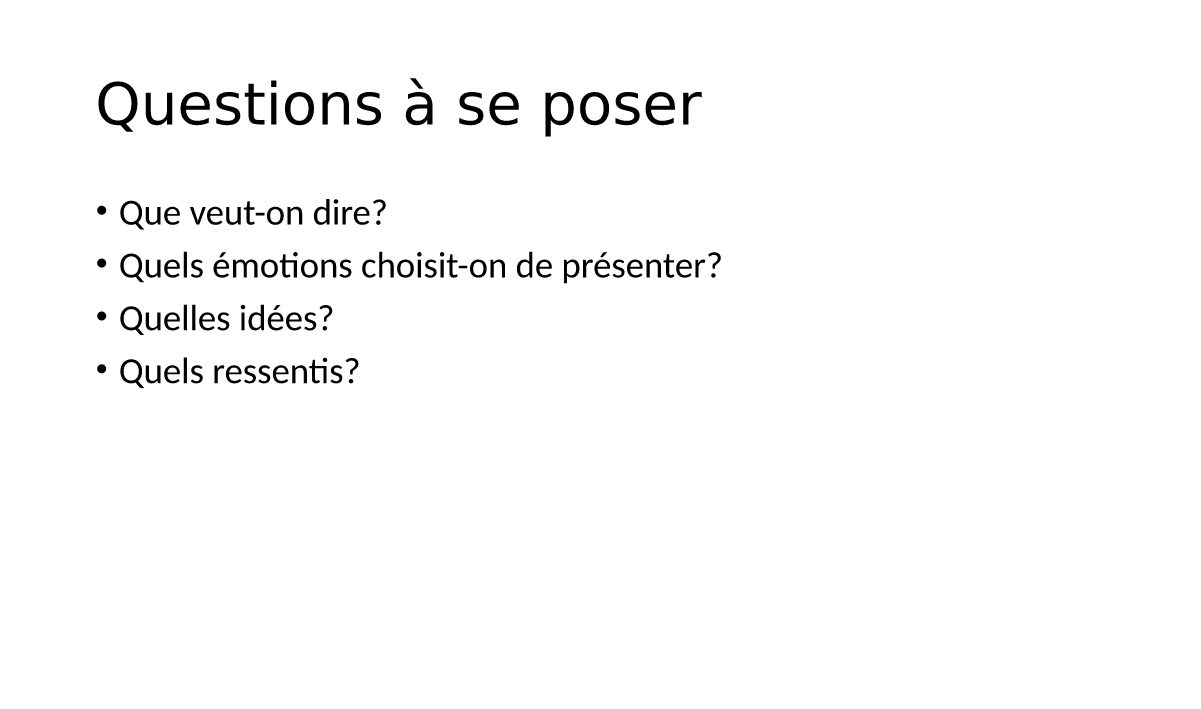 Questions à se poser
• Que veut-on dire?
• Quels émotions choisit-on de présenter?
• Quelles idées?
• Quels ressentis?